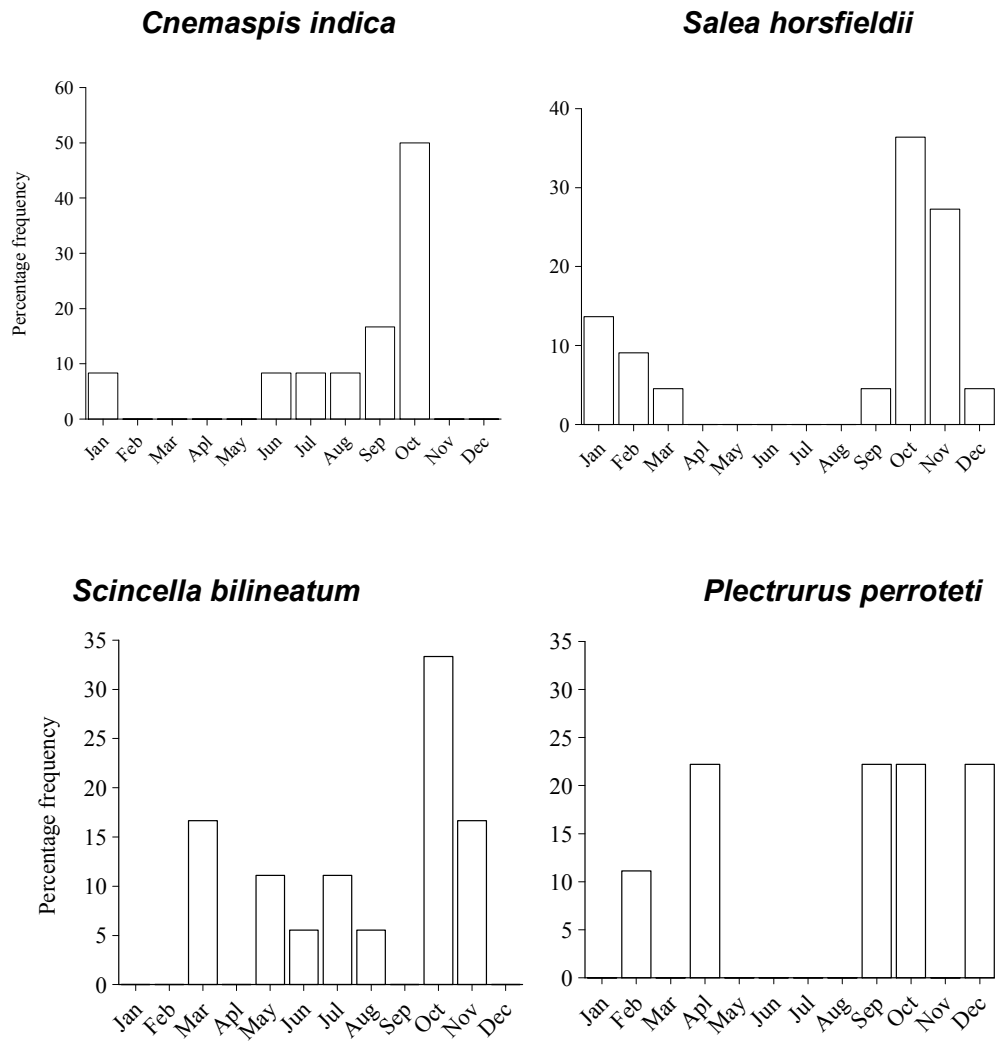 Cnemaspis indica
Salea horsfieldii
Percentage frequency
60
50
40
30
20
10
0
Jan Feb Mar Apl May Jun Jul Aug Sep Oct Nov Dec
40
30
20
10
0
Jan Feb Mar Apl May Jun Jul Aug Sep Oct Nov Dec
Scincella bilineatum
Plectrurus perroteti
Percentage frequency
35
30
25
20
15
10
5
0
Jan Feb Mar Apl May Jun Jul Aug Sep Oct Nov Dec
35
30
25
20
15
10
5
0
Jan Feb Mar Apl May Jun Jul Aug Sep Oct Nov Dec